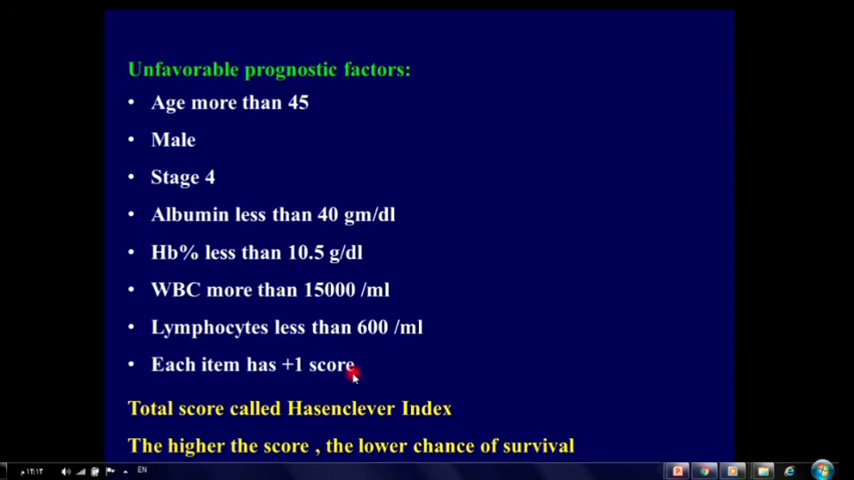 Unfavorable prognostic factors:
• Age more than 45
• Male
• Stage 4
• Albumin less than 40 gm/dl
• Hb% less than 10.5 g/dl
• WBC more than 15000 /ml
• Lymphocytes less than 600 /ml
• Each item has +1 score
Total score called Hasenclever Index
The higher the score , the lower chance of survival
EN